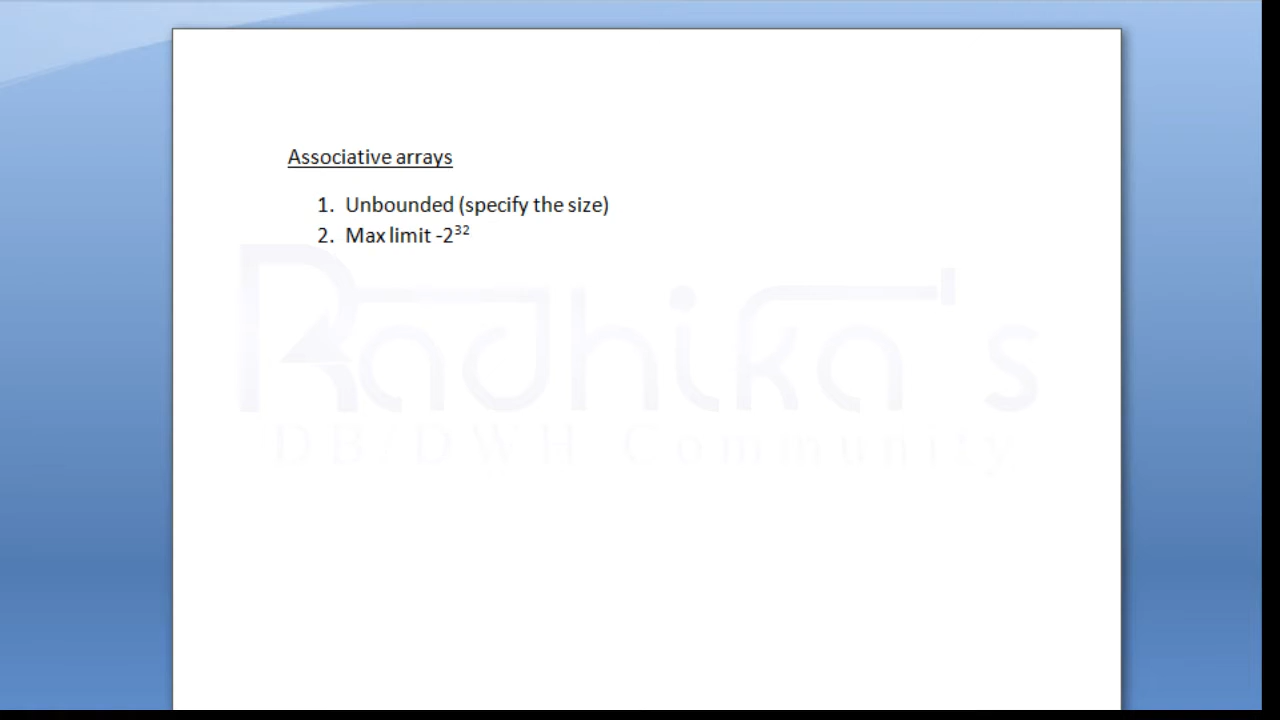 Associative arrays
1. Unbounded (specify the size)
2. Max limit -2³²
Radhika's
DB/DWH Community